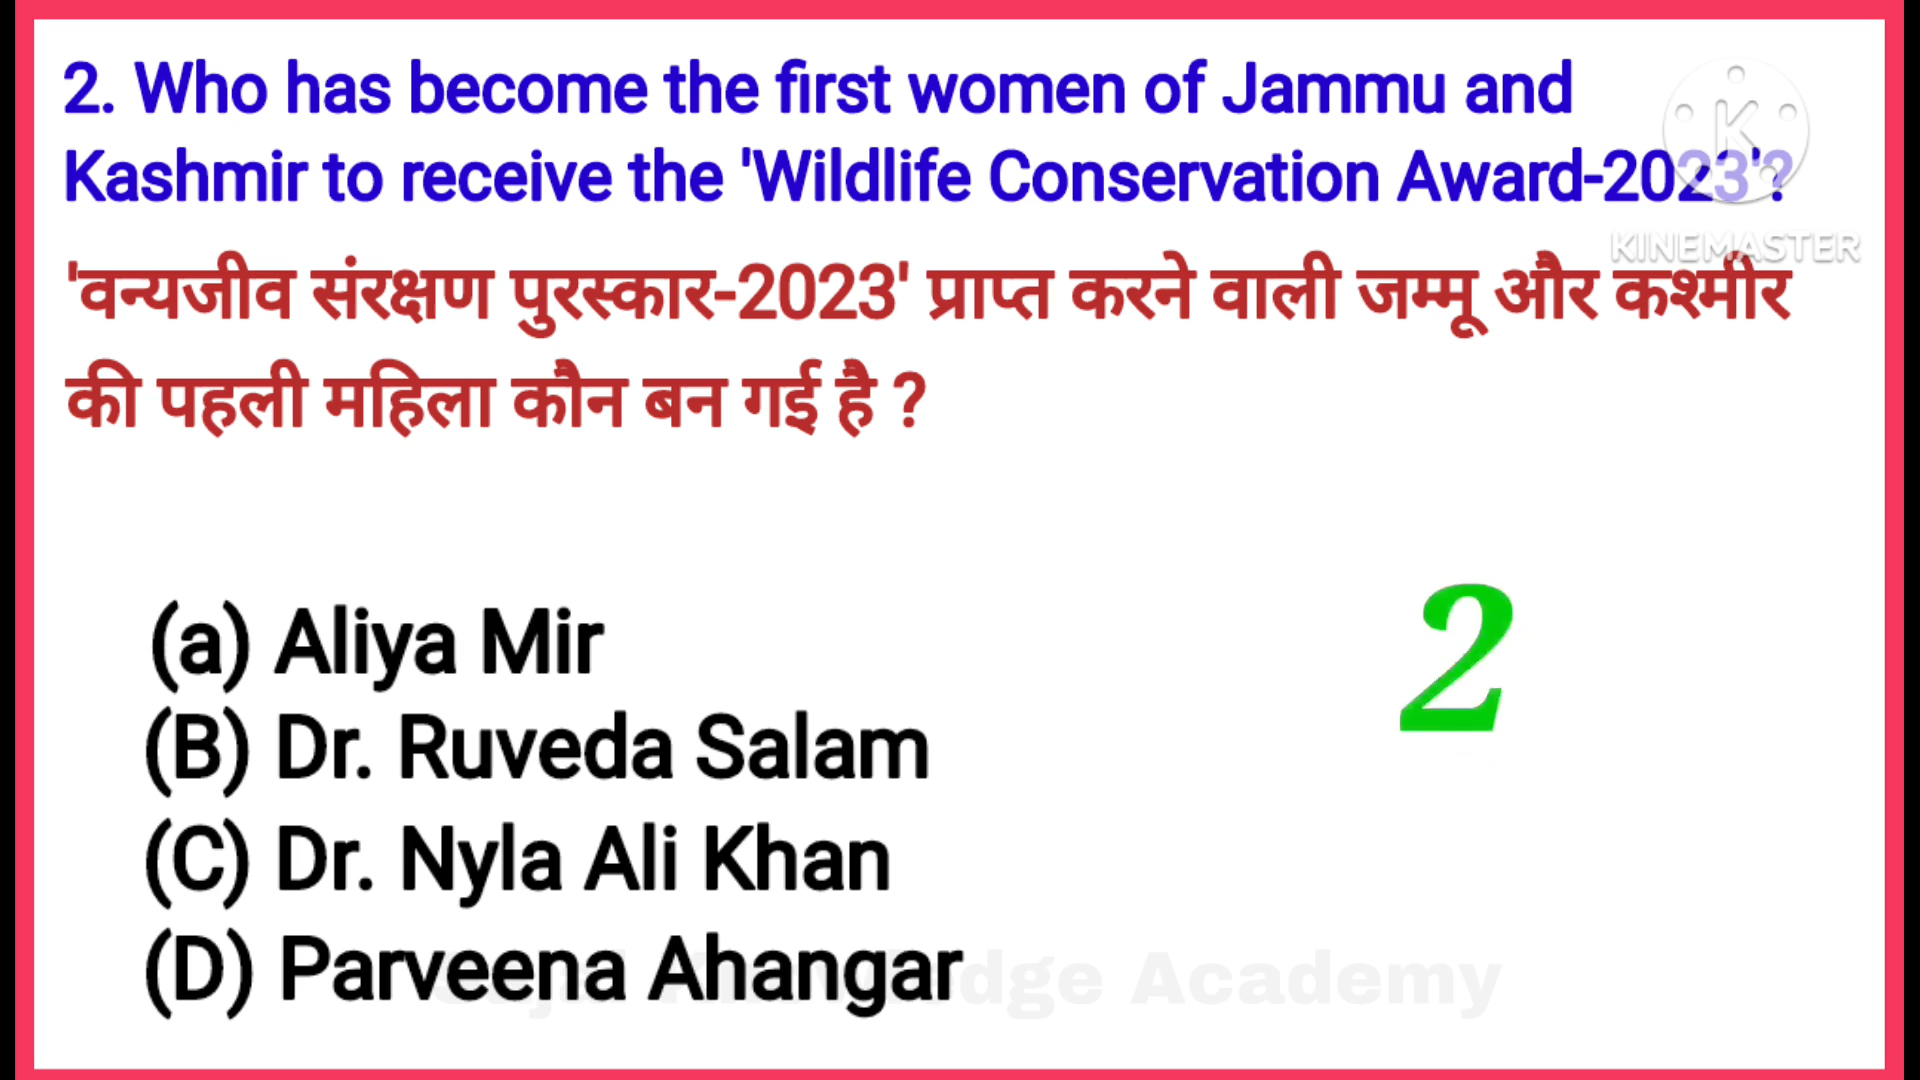 2. Who has become the first women of Jammu and
Kashmir to receive the 'Wildlife Conservation Award-2023'?
KINEMASTER
'वन्यजीव संरक्षण पुरस्कार-2023' प्राप्त करने वाली जम्मू और कश्मीर
की पहली महिला कौन बन गई है ?
2
(a) Aliya Mir
(B) Dr. Ruveda Salam
(C) Dr. Nyla Ali Khan
(D) Parveena Ahangar
Academy